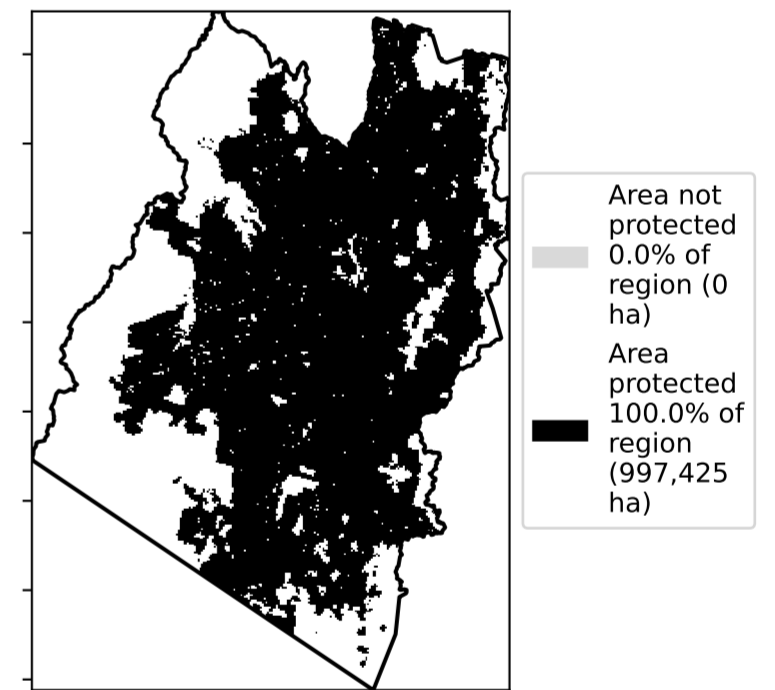 Area not
protected
0.0% of
region (0
ha)
Area
protected
100.0% of
region
(997,425
ha)